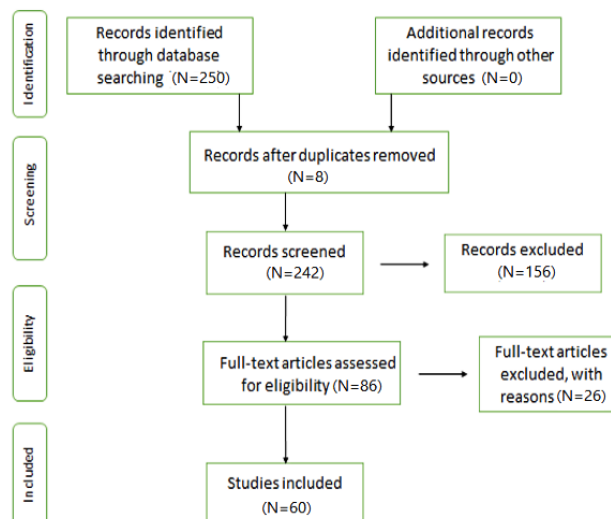 Identification
Records identified
through database
searching (N=250)
Additional records
identified through other
sources (N=0)
Screening
Records after duplicates removed
(N=8)
Records screened
(N=242)
Records excluded
(N=156)
Eligibility
Full-text articles assessed
for eligibility (N=86)
Full-text articles
excluded, with
reasons (N=26)
Included
Studies included
(N=60)